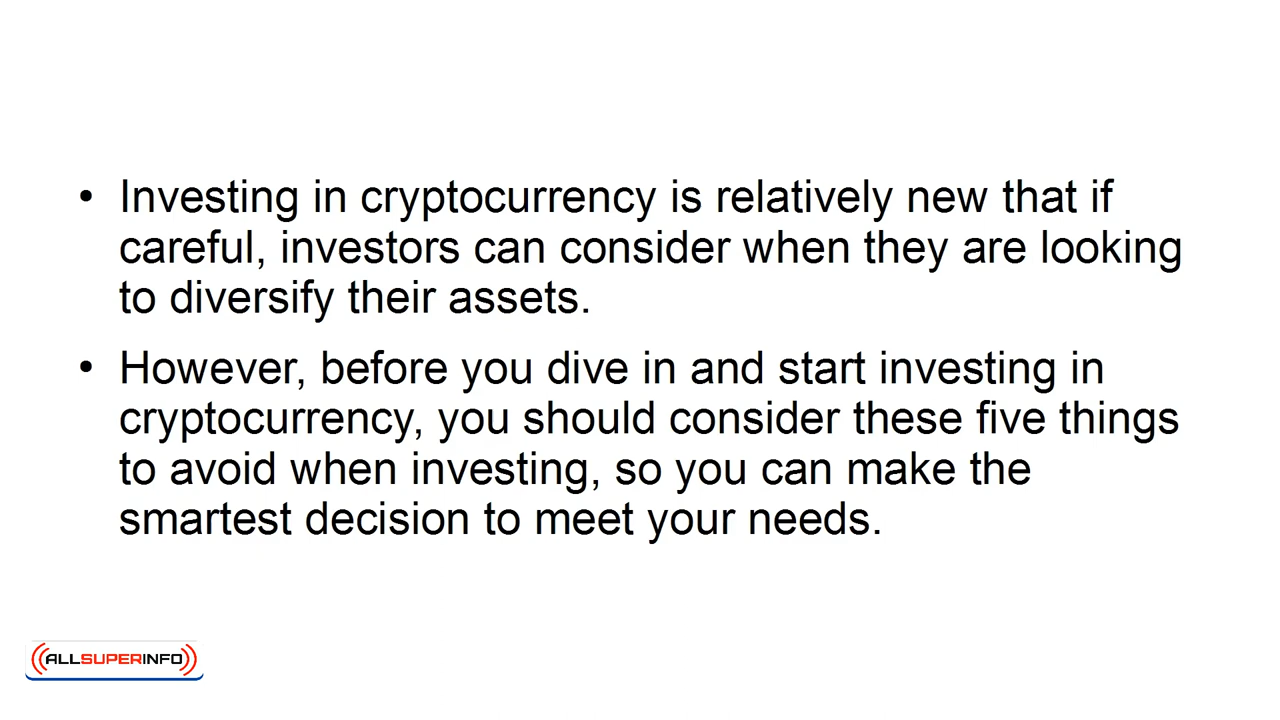 • Investing in cryptocurrency is relatively new that if
careful, investors can consider when they are looking
to diversify their assets.
• However, before you dive in and start investing in
cryptocurrency, you should consider these five things
to avoid when investing, so you can make the
smartest decision to meet your needs.
ALLSUPERINFO